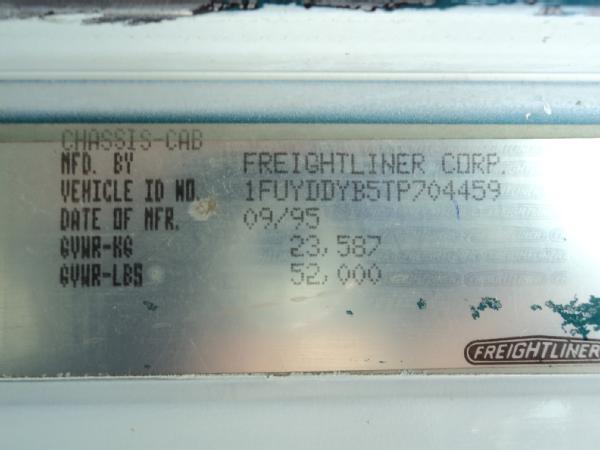 CHASSIS-CAB
MFD. BY FREIGHTLINER CORP.
VEHICLE ID NO. 1FUYDDYB5TP704459
DATE OF MFR. 09/95
GVWR-KG 23,587
GVWR-LBS 52,000
FREIGHTLINER